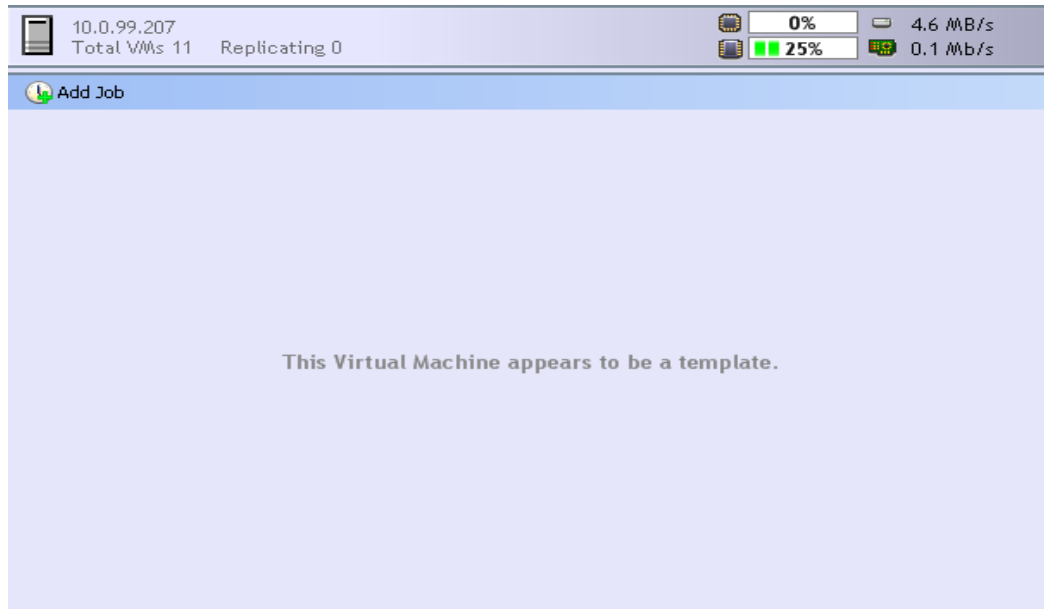 10.0.99.207
Total VMs 11 Replicating 0
0% 4.6 MB/s
25% 0.1 Mb/s
Add Job
This Virtual Machine appears to be a template.